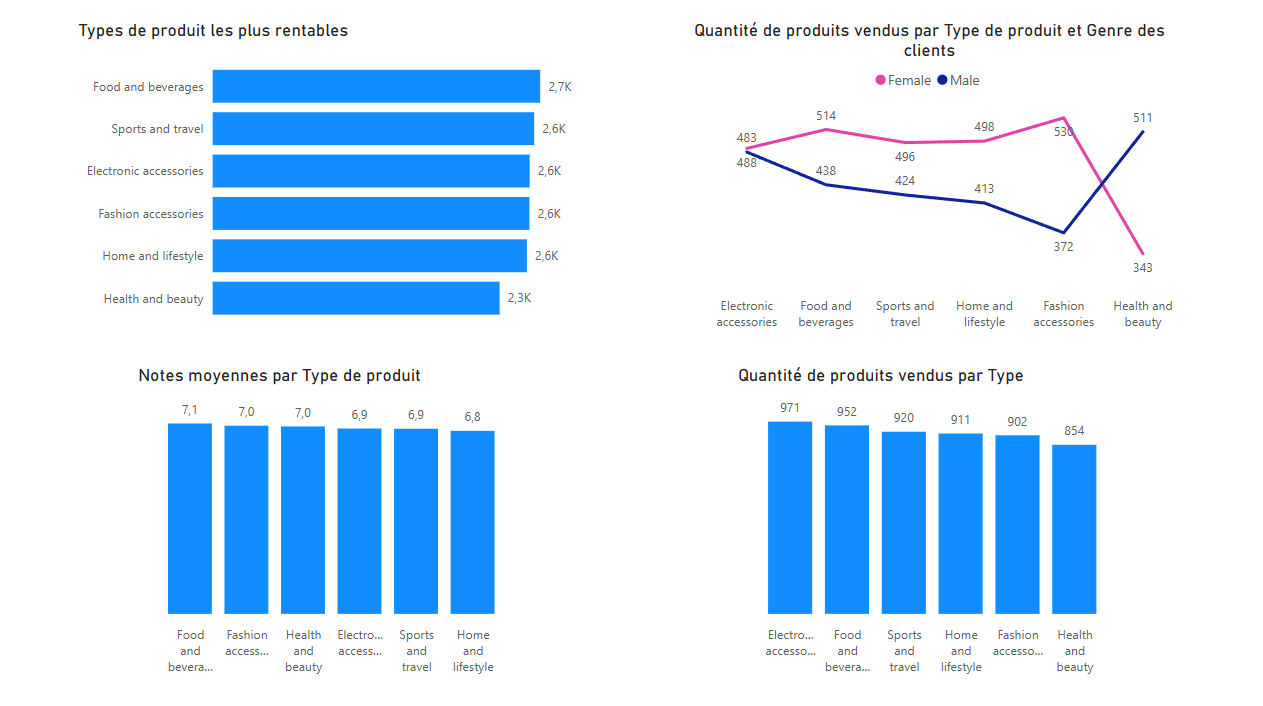 Types de produit les plus rentables
Food and beverages 2,7K
Sports and travel 2,6K
Electronic accessories 2,6K
Fashion accessories 2,6K
Home and lifestyle 2,6K
Health and beauty 2,3K
Quantité de produits vendus par Type de produit et Genre des
clients
Female Male
483 514 496 498 530 343
488 438 424 413 372 511
Electronic Food and Sports and Home and Fashion Health and
accessories beverages travel lifestyle accessories beauty
Notes moyennes par Type de produit
7,1 7,0 7,0 6,9 6,9 6,8
Food Fashion Health Electro... Sports Home
and access... and access... and and
bevera... beauty travel lifestyle
Quantité de produits vendus par Type
971 952 920 911 902 854
Electro... Food Sports Home Fashion Health
accesso... and and and accesso... and
bevera... travel lifestyle beauty